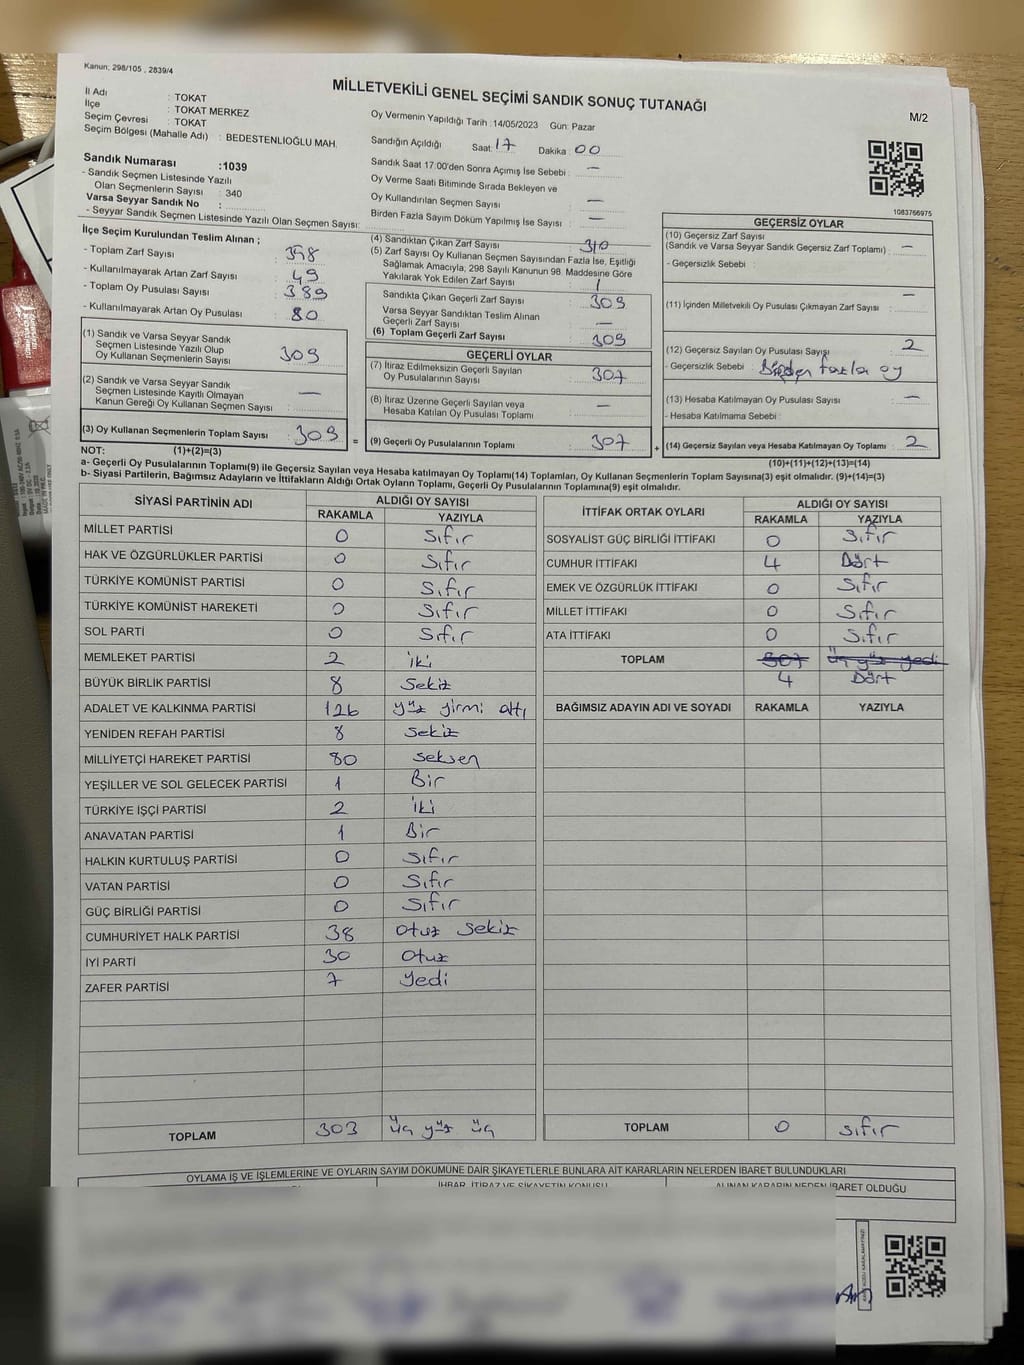 Kanun: 298/105 , 2839/4
MİLLETVEKİLİ GENEL SEÇİMİ SANDIK SONUÇ TUTANAĞI
M/2
İl Adı : TOKAT
İlçe : TOKAT MERKEZ
Seçim Çevresi : TOKAT
Seçim Bölgesi (Mahalle Adı) : BEDESTENLİOĞLU MAH.
Sandık Numarası :1039
- Sandık Seçmen Listesinde Yazılı
Olan Seçmenlerin Sayısı : 340
Varsa Seyyar Sandık No :
- Seyyar Sandık Seçmen Listesinde Yazılı Olan Seçmen Sayısı:
Oy Vermenin Yapıldığı Tarih :14/05/2023 Gün: Pazar
Sandığın Açıldığı Saat: 17 Dakika : 00
Sandık Saat 17:00'den Sonra Açımış İse Sebebi : —
Oy Verme Saati Bitiminde Sırada Bekleyen ve
Oy Kullandırılan Seçmen Sayısı : —
Birden Fazla Sayım Döküm Yapılmış İse Sayısı : —
1083766975
İlçe Seçim Kurulundan Teslim Alınan ;
- Toplam Zarf Sayısı : 358
- Kullanılmayarak Artan Zarf Sayısı : 49
- Toplam Oy Pusulası Sayısı : 389
- Kullanılmayarak Artan Oy Pusulası : 80
(1) Sandık ve Varsa Seyyar Sandık
Seçmen Listesinde Yazılı Olup
Oy Kullanan Seçmenlerin Sayısı : 309
(2) Sandık ve Varsa Seyyar Sandık
Seçmen Listesinde Kayıtlı Olmayan
Kanun Gereği Oy Kullanan Seçmen Sayısı : —
(3) Oy Kullanan Seçmenlerin Toplam Sayısı : 309
(4) Sandıktan Çıkan Zarf Sayısı : 310
(5) Zarf Sayısı Oy Kullanan Seçmen Sayısından Fazla İse, Eşitliği
Sağlamak Amacıyla, 298 Sayılı Kanunun 98. Maddesine Göre
Yakılarak Yok Edilen Zarf Sayısı : 1
Sandıkta Çıkan Geçerli Zarf Sayısı : 309
Varsa Seyyar Sandıktan Teslim Alınan
Geçerli Zarf Sayısı : —
(6) Toplam Geçerli Zarf Sayısı : 309
GEÇERLİ OYLAR
(7) İtiraz Edilmeksizin Geçerli Sayılan
Oy Pusulalarının Sayısı : 307
(8) İtiraz Üzerine Geçerli Sayılan veya
Hesaba Katılan Oy Pusulası Toplamı : —
= (9) Geçerli Oy Pusulalarının Toplamı : 307 +
GEÇERSİZ OYLAR
(10) Geçersiz Zarf Sayısı
(Sandık ve Varsa Seyyar Sandık Geçersiz Zarf Toplamı) : —
- Geçersizlik Sebebi :
(11) İçinden Milletvekili Oy Pusulası Çıkmayan Zarf Sayısı : —
(12) Geçersiz Sayılan Oy Pusulası Sayısı : 2
- Geçersizlik Sebebi : Birden fazla oy
(13) Hesaba Katılmayan Oy Pusulası Sayısı : —
- Hesaba Katılmama Sebebi :
(14) Geçersiz Sayılan veya Hesaba Katılmayan Oy Toplamı : 2
NOT: (1)+(2)=(3)
(10)+(11)+(12)+(13)=(14)
a- Geçerli Oy Pusulalarının Toplamı(9) ile Geçersiz Sayılan veya Hesaba katılmayan Oy Toplamı(14) Toplamları, Oy Kullanan Seçmenlerin Toplam Sayısına(3) eşit olmalıdır. (9)+(14)=(3)
b- Siyasi Partilerin, Bağımsız Adayların ve İttifakların Aldığı Ortak Oyların Toplamı, Geçerli Oy Pusulalarının Toplamına(9) eşit olmalıdır.
SİYASİ PARTİNİN ADI ALDIĞI OY SAYISI
RAKAMLA YAZIYLA
MİLLET PARTİSİ 0 Sıfır
HAK VE ÖZGÜRLÜKLER PARTİSİ 0 Sıfır
TÜRKİYE KOMÜNİST PARTİSİ 0 Sıfır
TÜRKİYE KOMÜNİST HAREKETİ 0 Sıfır
SOL PARTİ 0 Sıfır
MEMLEKET PARTİSİ 2 iki
BÜYÜK BİRLİK PARTİSİ 8 Sekiz
ADALET VE KALKINMA PARTİSİ 126 yüz yirmi altı
YENİDEN REFAH PARTİSİ 8 Sekiz
MİLLİYETÇİ HAREKET PARTİSİ 80 seksen
YEŞİLLER VE SOL GELECEK PARTİSİ 1 Bir
TÜRKİYE İŞÇİ PARTİSİ 2 iki
ANAVATAN PARTİSİ 1 Bir
HALKIN KURTULUŞ PARTİSİ 0 Sıfır
VATAN PARTİSİ 0 Sıfır
GÜÇ BİRLİĞİ PARTİSİ 0 Sıfır
CUMHURİYET HALK PARTİSİ 38 Otuz Sekiz
İYİ PARTİ 30 Otuz
ZAFER PARTİSİ 7 Yedi
TOPLAM 303 üç yüz üç
İTTİFAK ORTAK OYLARI ALDIĞI OY SAYISI
RAKAMLA YAZIYLA
SOSYALİST GÜÇ BİRLİĞİ İTTİFAKI 0 Sıfır
CUMHUR İTTİFAKI 4 Dört
EMEK VE ÖZGÜRLÜK İTTİFAKI 0 Sıfır
MİLLET İTTİFAKI 0 Sıfır
ATA İTTİFAKI 0 Sıfır
TOPLAM 307 üç yüz yedi
4 Dört
BAĞIMSIZ ADAYIN ADI VE SOYADI RAKAMLA YAZIYLA
TOPLAM 0 sıfır
OYLAMA İŞ VE İŞLEMLERİNE VE OYLARIN SAYIM DÖKÜMÜNE DAİR ŞİKAYETLERLE BUNLARA AİT KARARLARIN NELERDEN İBARET BULUNDUKLARI
İHBAR, İTİRAZ VE ŞİKAYETİN KONUSU ALINAN KARARIN NEDEN İBARET OLDUĞU